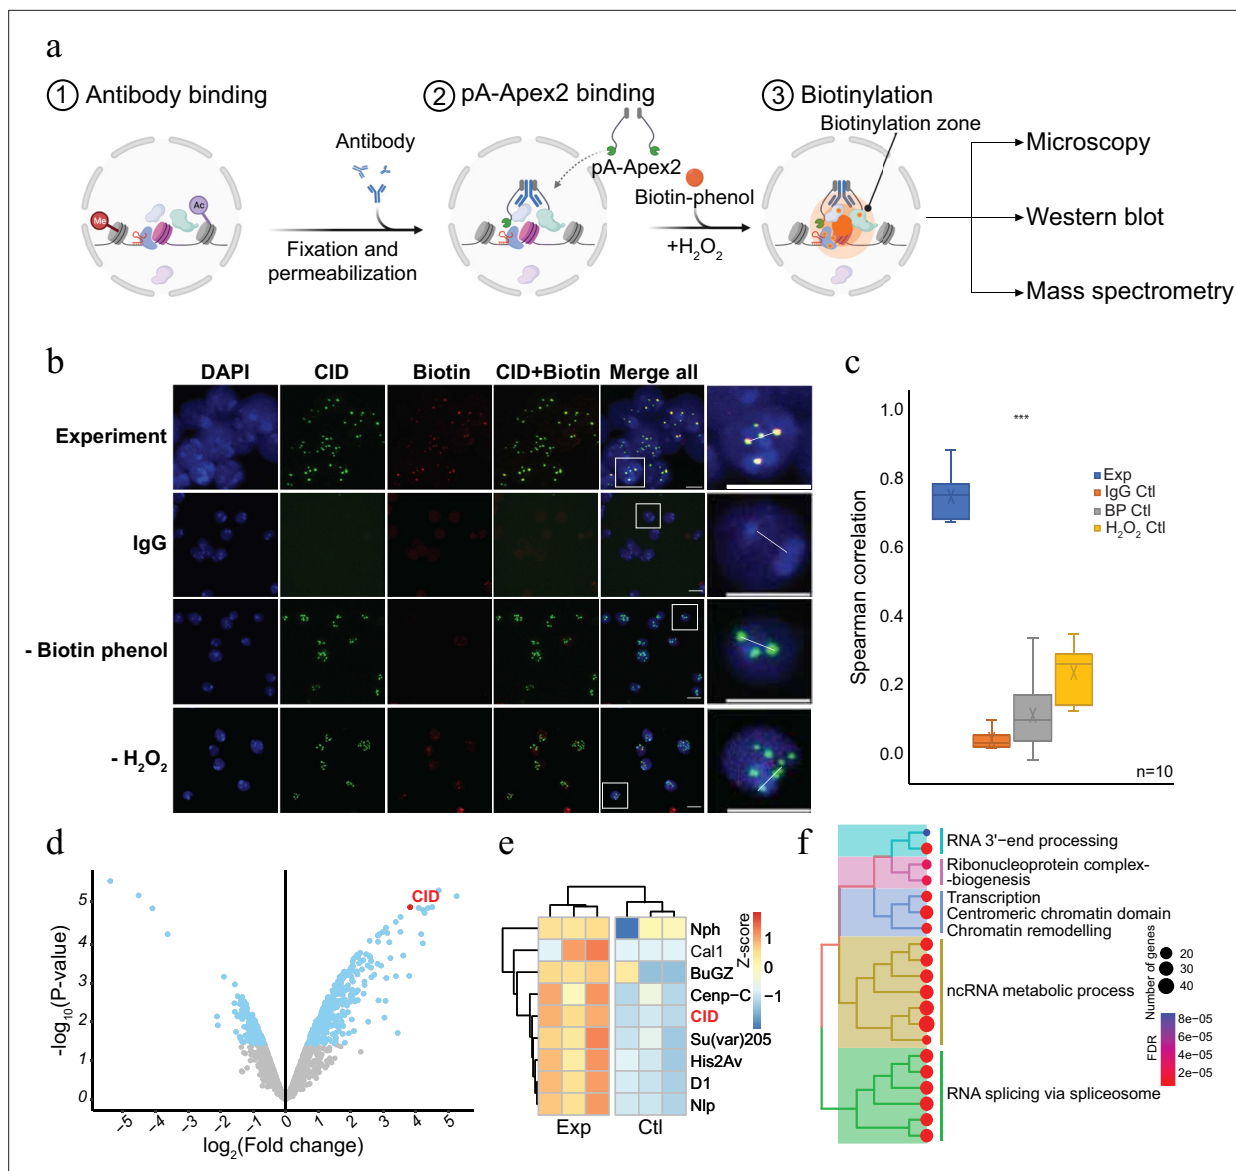 a
1 Antibody binding
2 pA-Apex2 binding
3 Biotinylation
Biotinylation zone
Antibody
pA-Apex2
Biotin-phenol
Me
Ac
Fixation and
permeabilization
+H₂O₂
Microscopy
Western blot
Mass spectrometry
b
DAPI CID Biotin CID+Biotin Merge all
Experiment
IgG
- Biotin phenol
- H₂O₂
c
Spearman correlation
1.0
0.8
0.6
0.4
0.2
0.0
***
Exp
IgG Ctl
BP Ctl
H₂O₂ Ctl
n=10
d
-log₁₀(P-value)
5
4
3
2
1
0
CID
−5 −4 −3 −2 −1 0 1 2 3 4 5
log₂(Fold change)
e
Nph
Cal1
BuGZ
Cenp−C
CID
Su(var)205
His2Av
D1
Nlp
Exp Ctl
Z-score
1
0
−1
f
RNA 3'−end processing
Ribonucleoprotein complex-
-biogenesis
Transcription
Centromeric chromatin domain
Chromatin remodelling
ncRNA metabolic process
RNA splicing via spliceosome
Number of genes
20
30
40
FDR
8e−05
6e−05
4e−05
2e−05